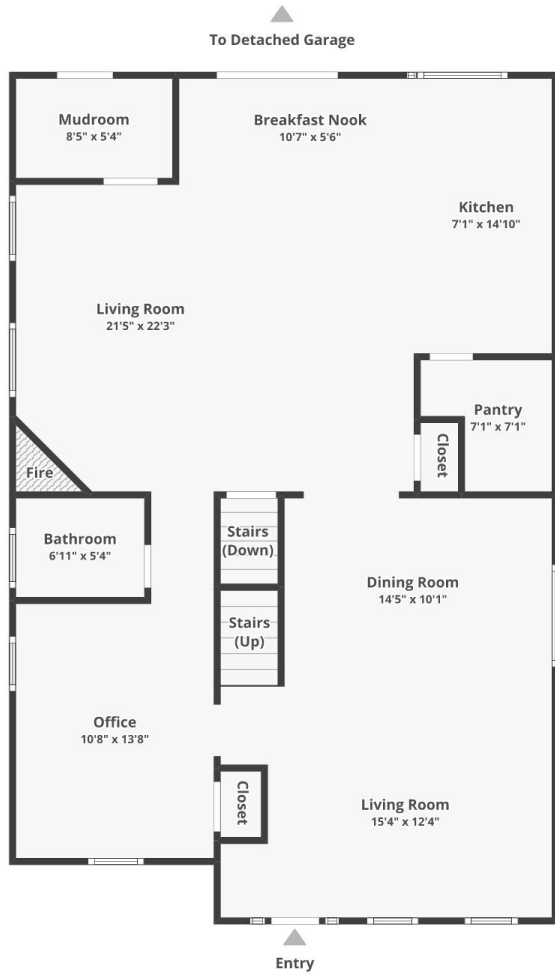 To Detached Garage
Mudroom
8'5" x 5'4"
Breakfast Nook
10'7" x 5'6"
Kitchen
7'1" x 14'10"
Living Room
21'5" x 22'3"
Pantry
7'1" x 7'1"
Closet
Fire
Bathroom
6'11" x 5'4"
Stairs
(Down)
Dining Room
14'5" x 10'1"
Stairs
(Up)
Office
10'8" x 13'8"
Closet
Living Room
15'4" x 12'4"
Entry